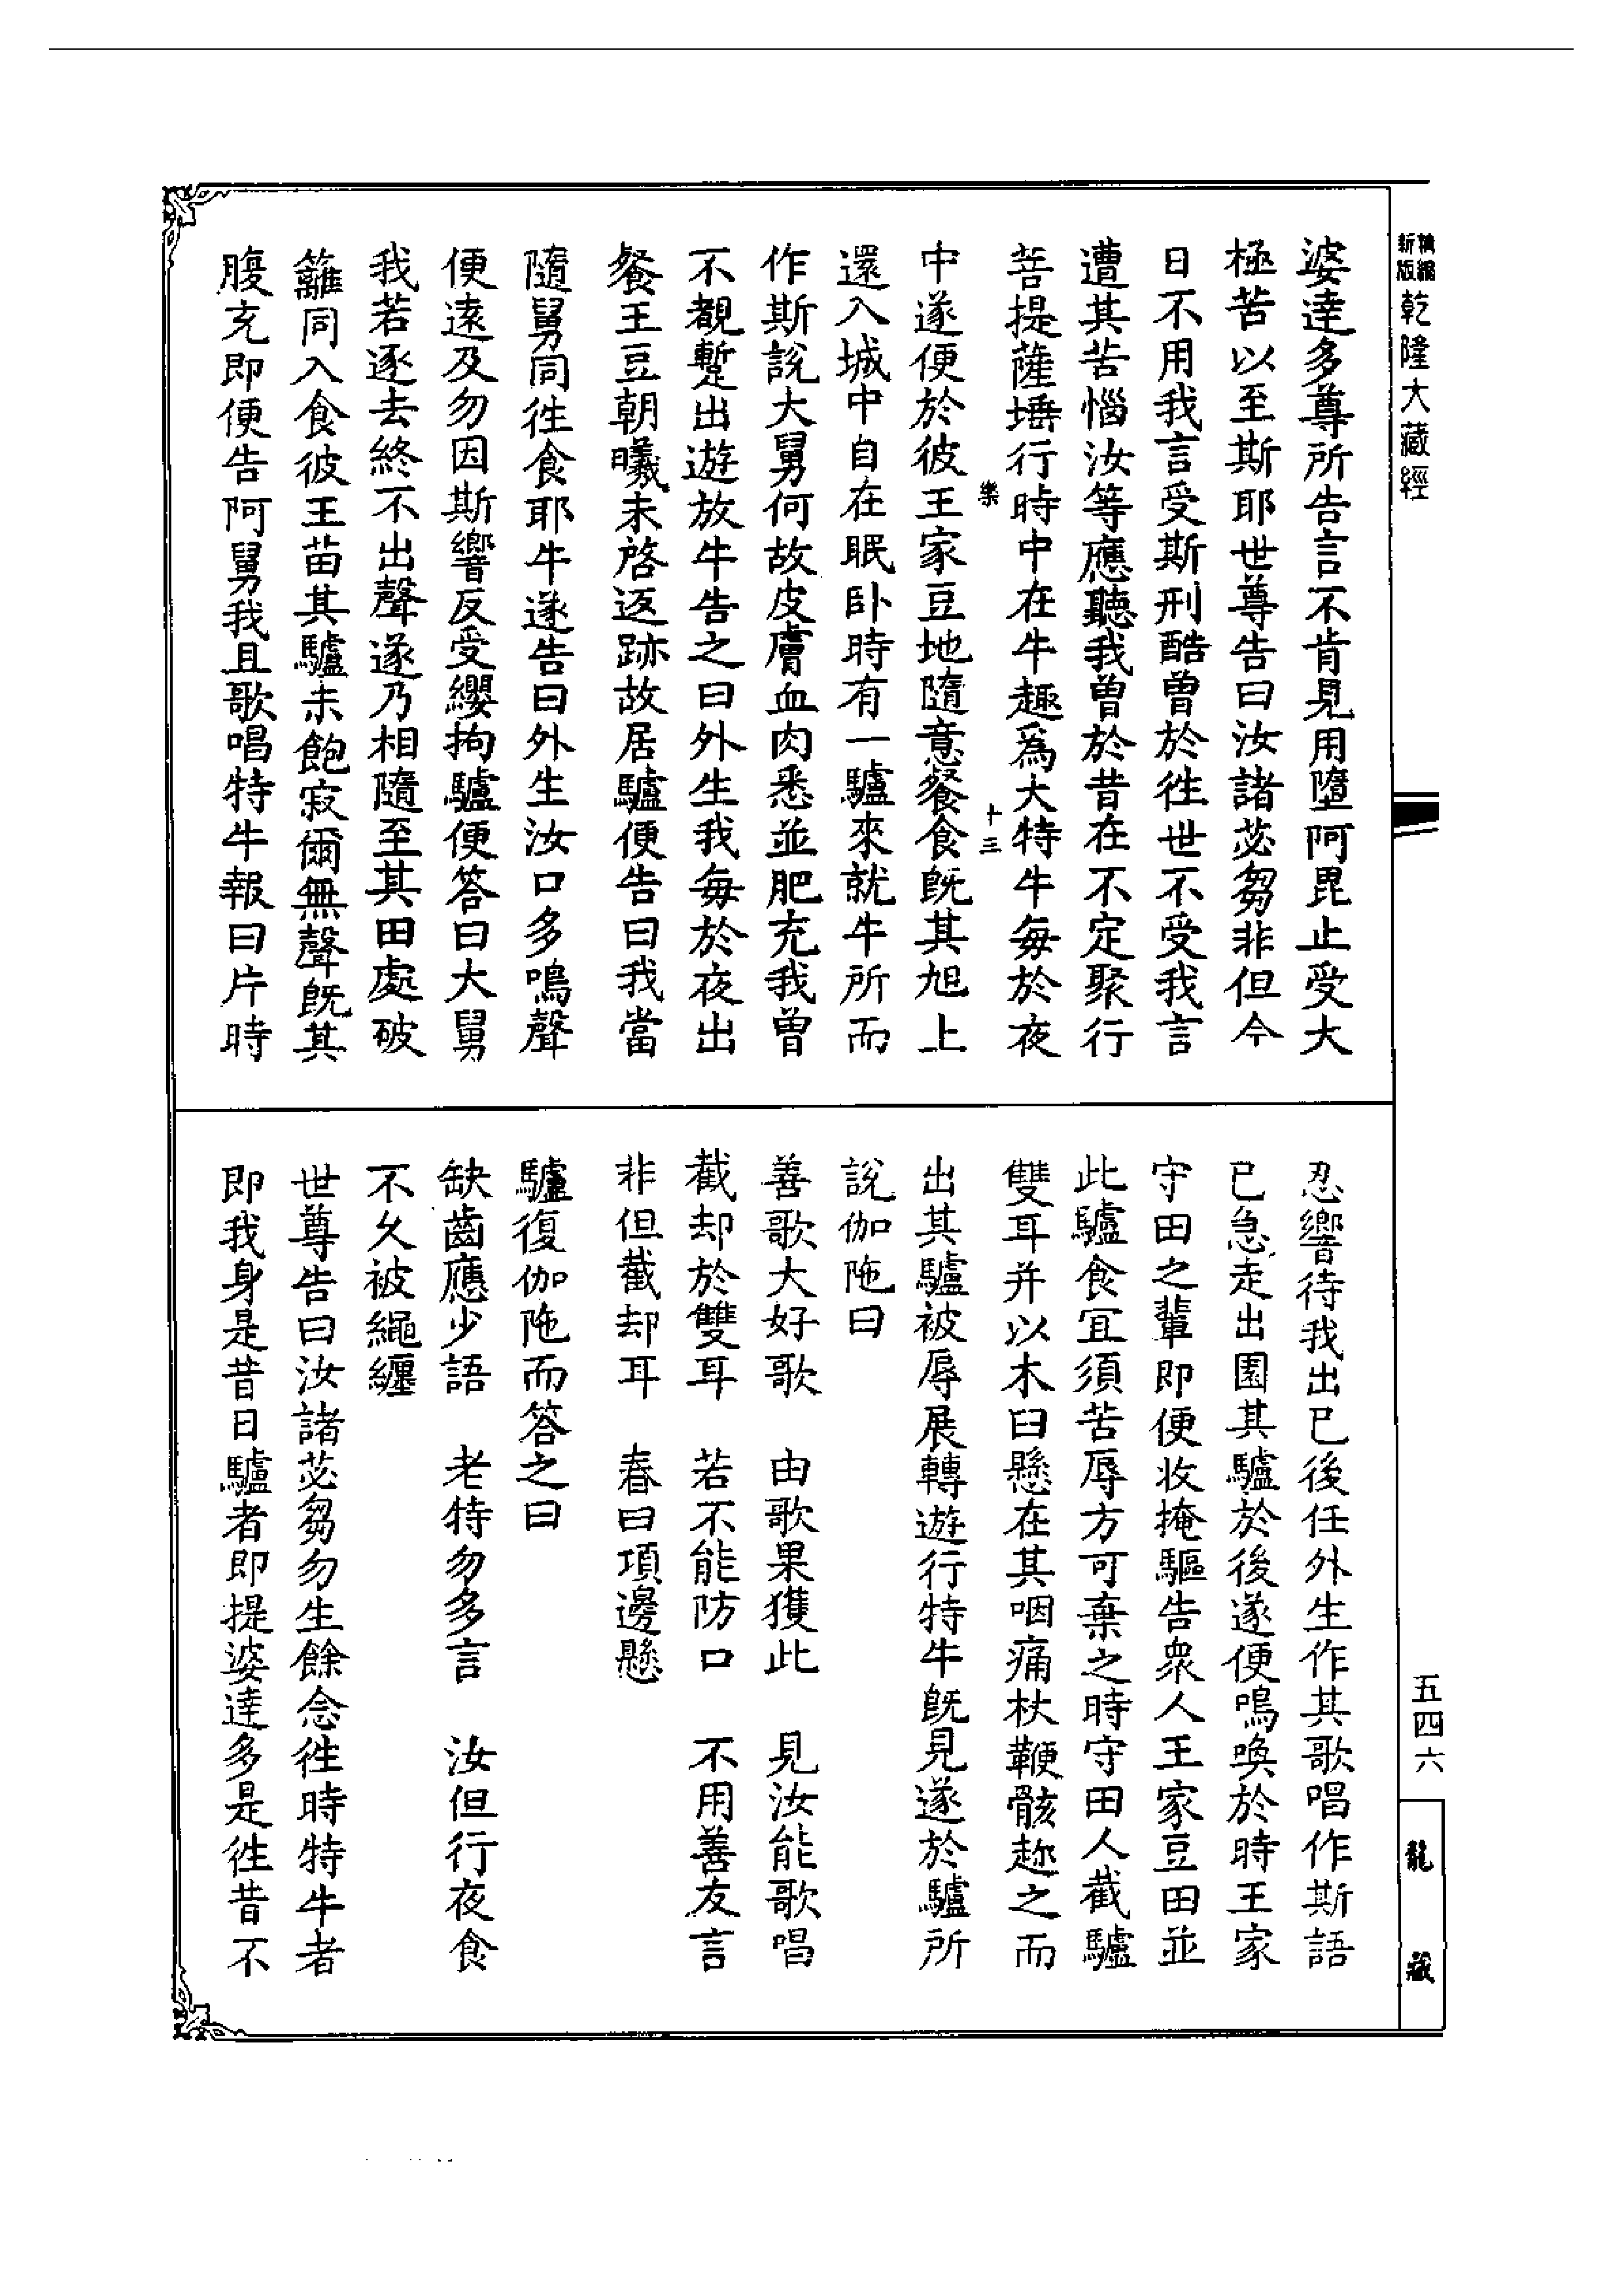 新版精縮乾隆大藏經
婆達多尊所告言不肯見用墮阿毘止受大
極苦以至斯耶世尊告曰汝諸苾芻非但今
日不用我言受斯刑酷曾於往世不受我言
遭其苦惱汝等應聽我曾於昔在不定聚行
菩提薩埵行時中在牛趣爲大特牛每於夜
樂 十三
中遂便於彼王家豆地隨意餐食旣其旭上
還入城中自在眠卧時有一驢來就牛所而
作斯說大舅何故皮膚血肉悉並肥充我曾
不覩蹔出遊放牛告之曰外生我每於夜出
餐王豆朝曦未啓返跡故居驢便告曰我當
隨舅同徃食耶牛遂告曰外生汝口多鳴聲
便遠及勿因斯響反受纓拘驢便答曰大舅
我若逐去終不出聲遂乃相隨至其田處破
籬同入食彼王苗其驢未飽寂爾無聲旣其
腹充即便告阿舅我且歌唱特牛報曰片時
忍響待我出已後任外生作其歌唱作斯語
已急走出園其驢於後遂便鳴喚於時王家
守田之輩即便收掩驅告衆人王家豆田並
此驢食冝須苦辱方可棄之時守田人截驢
雙耳并以木臼懸在其咽痛杖鞭骸趂之而
出其驢被辱展轉遊行特牛旣見遂於驢所
說伽陁曰
善歌大好歌 由歌果獲此 見汝能歌唱
截却於雙耳 若不能防口 不用善友言
非但截却耳 舂臼項邊懸
驢復伽陁而答之曰
缺齒應少語 老特勿多言 汝但行夜食
不久被繩纏
世尊告曰汝諸苾芻勿生餘念徃時特牛者
即我身是昔日驢者即提婆達多是徃昔不
五四六
龍藏